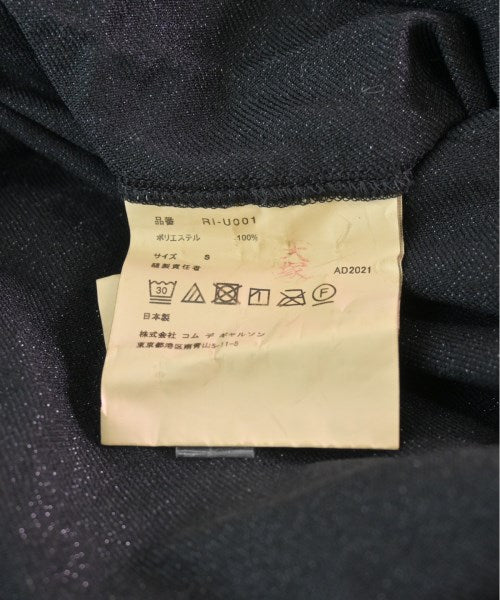 品番 RI-U001
ポリエステル 100%
サイズ S
縫製責任者 大塚 AD2021
30 1 F
日本製
株式会社 コム デ ギャルソン
東京都港区南青山5-11-5